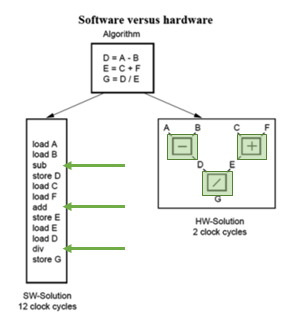 Software versus hardware
Algorithm
D = A - B
E = C + F
G = D / E
load A
load B
sub
store D
load C
load F
add
store E
load E
load D
div
store G
SW-Solution
12 clock cycles
A B C F
− +
D E
/
G
HW-Solution
2 clock cycles